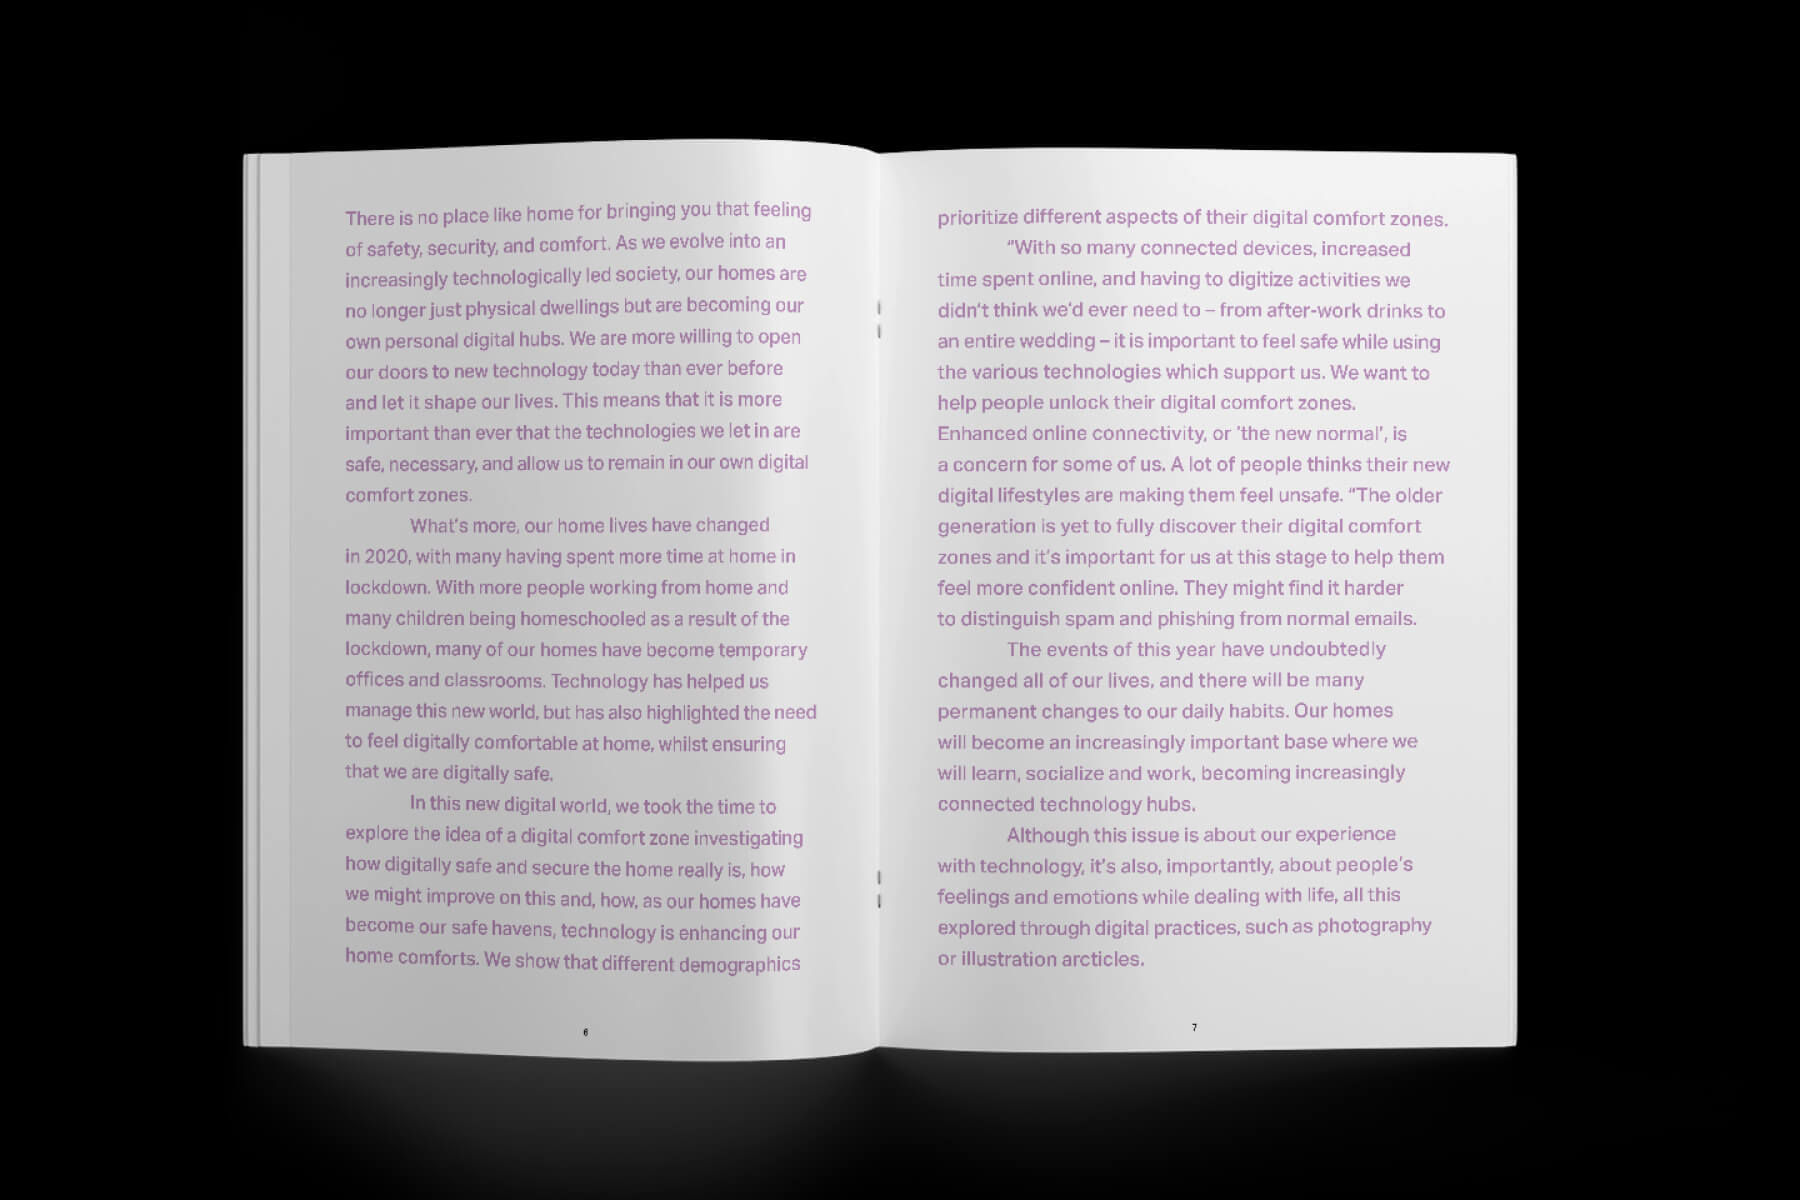 There is no place like home for bringing you that feeling
of safety, security, and comfort. As we evolve into an
increasingly technologically led society, our homes are
no longer just physical dwellings but are becoming our
own personal digital hubs. We are more willing to open
our doors to new technology today than ever before
and let it shape our lives. This means that it is more
important than ever that the technologies we let in are
safe, necessary, and allow us to remain in our own digital
comfort zones.
What's more, our home lives have changed
in 2020, with many having spent more time at home in
lockdown. With more people working from home and
many children being homeschooled as a result of the
lockdown, many of our homes have become temporary
offices and classrooms. Technology has helped us
manage this new world, but has also highlighted the need
to feel digitally comfortable at home, whilst ensuring
that we are digitally safe.
In this new digital world, we took the time to
explore the idea of a digital comfort zone investigating
how digitally safe and secure the home really is, how
we might improve on this and, how, as our homes have
become our safe havens, technology is enhancing our
home comforts. We show that different demographics
6
prioritize different aspects of their digital comfort zones.
“With so many connected devices, increased
time spent online, and having to digitize activities we
didn't think we'd ever need to – from after-work drinks to
an entire wedding – it is important to feel safe while using
the various technologies which support us. We want to
help people unlock their digital comfort zones.
Enhanced online connectivity, or 'the new normal', is
a concern for some of us. A lot of people thinks their new
digital lifestyles are making them feel unsafe. “The older
generation is yet to fully discover their digital comfort
zones and it's important for us at this stage to help them
feel more confident online. They might find it harder
to distinguish spam and phishing from normal emails.
The events of this year have undoubtedly
changed all of our lives, and there will be many
permanent changes to our daily habits. Our homes
will become an increasingly important base where we
will learn, socialize and work, becoming increasingly
connected technology hubs.
Although this issue is about our experience
with technology, it's also, importantly, about people's
feelings and emotions while dealing with life, all this
explored through digital practices, such as photography
or illustration arcticles.
7